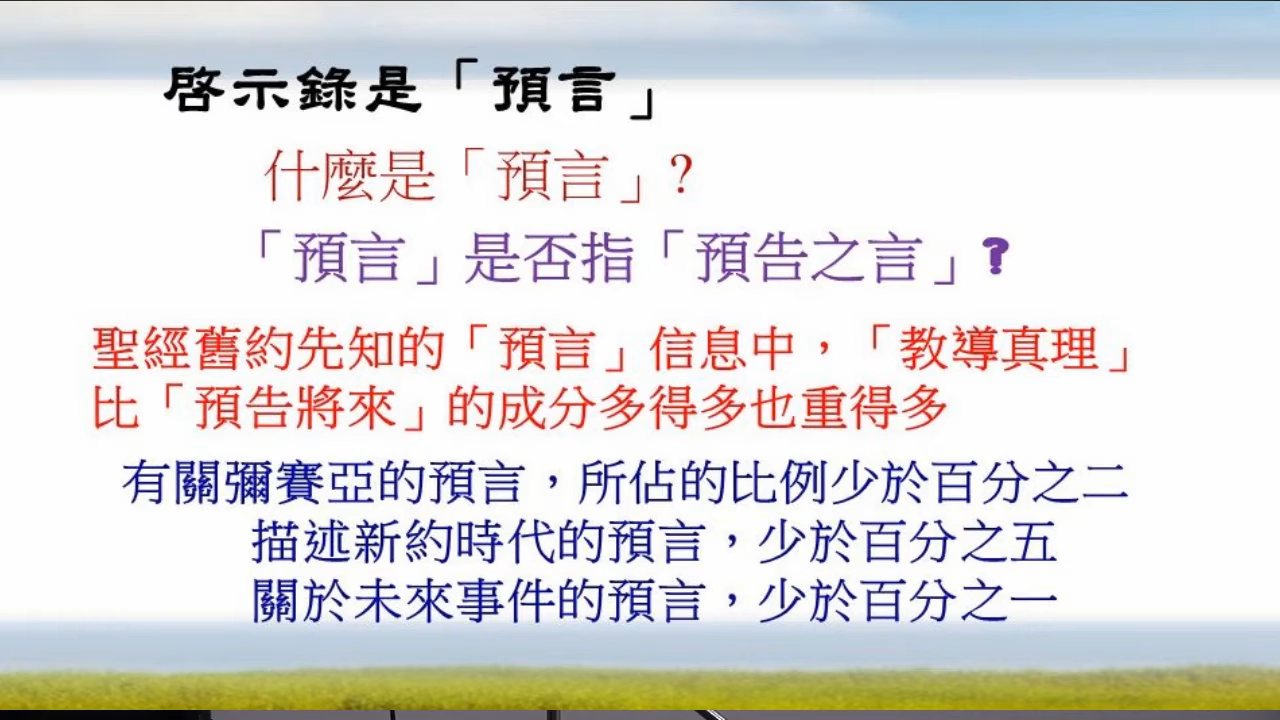 啓示錄是「預言」
什麼是「預言」?
「預言」是否指「預告之言」?
聖經舊約先知的「預言」信息中，「教導真理」
比「預告將來」的成分多得多也重得多
有關彌賽亞的預言，所佔的比例少於百分之二
描述新約時代的預言，少於百分之五
關於未來事件的預言，少於百分之一